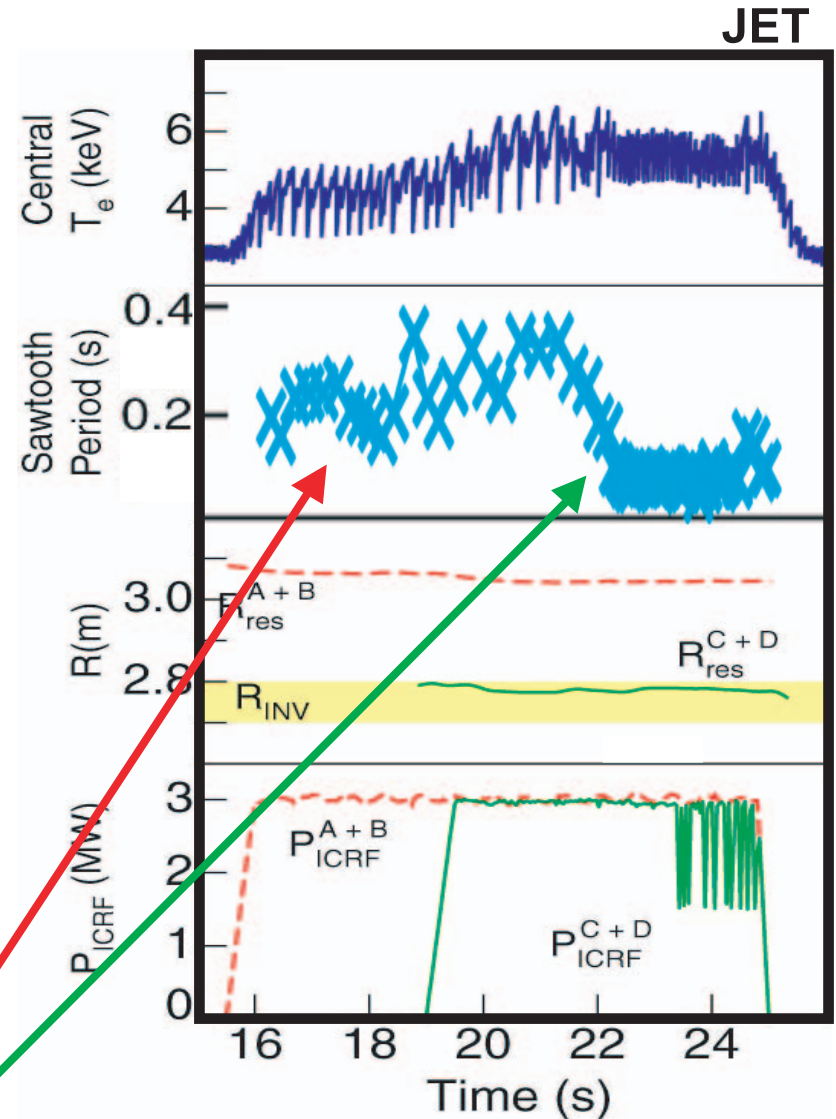 JET
Central
T_e (keV)
6
4
Sawtooth
Period (s)
0.4
0.2
R(m)
3.0
2.8
R_res^A + B
R_res^C + D
R_INV
P_ICRF (MW)
3
2
1
0
P_ICRF^A + B
P_ICRF^C + D
16 18 20 22 24
Time (s)